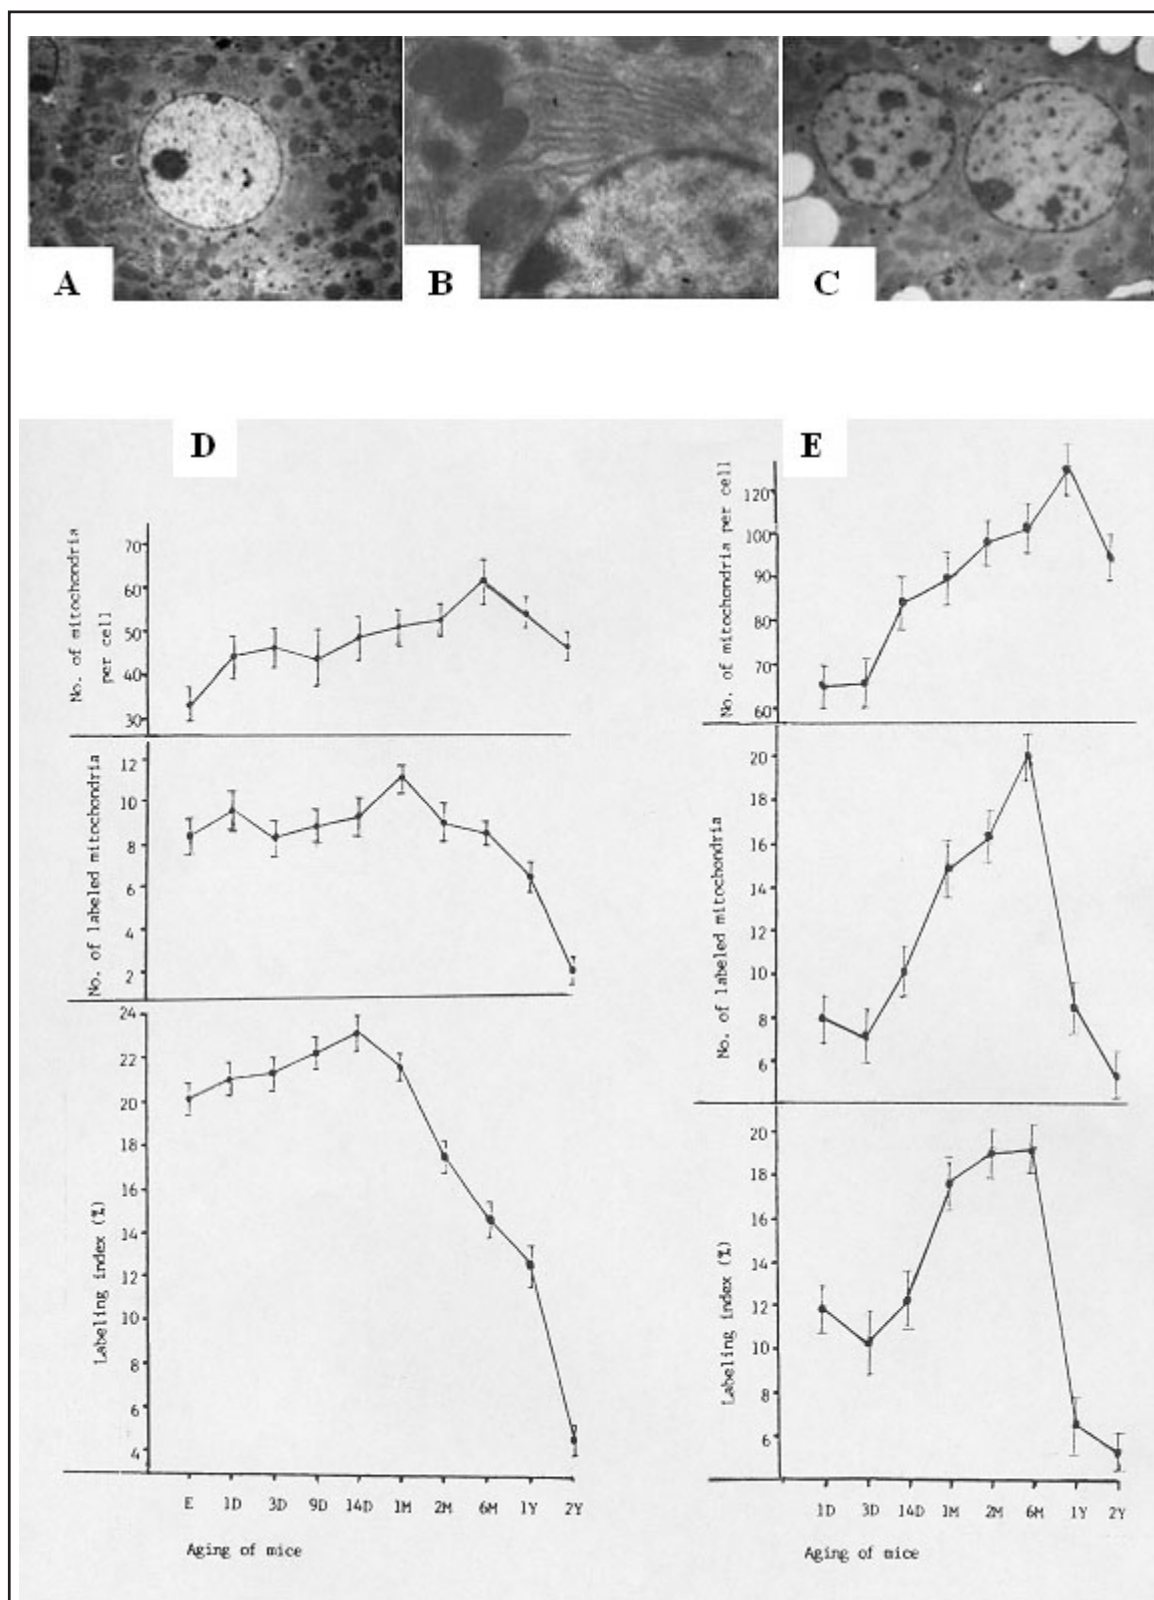 A
B
C
D
No. of mitochondria
per cell
70
60
50
40
30
No. of labeled mitochondria
12
10
8
6
4
2
Labeling index (%)
24
22
20
18
16
14
12
10
8
6
4
E 1D 3D 9D 14D 1M 2M 6M 1Y 2Y
Aging of mice
E
No. of mitochondria per cell
120
100
90
80
70
60
No. of labeled mitochondria
20
18
16
14
12
10
8
6
Labeling index (%)
20
18
16
14
12
10
8
6
1D 3D 14D 1M 2M 6M 1Y 2Y
Aging of mice